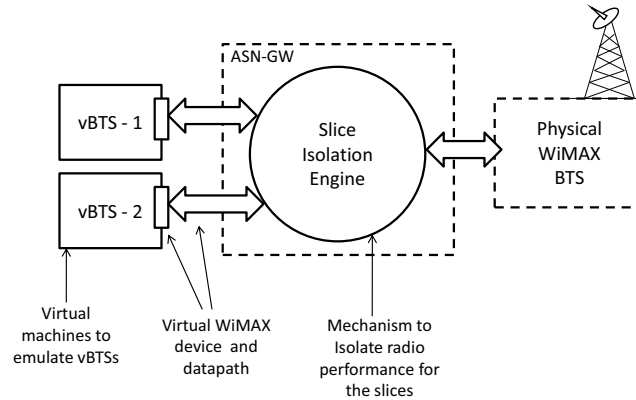 ASN-GW
vBTS - 1
vBTS - 2
Slice
Isolation
Engine
Physical
WiMAX
BTS
Virtual
machines to
emulate vBTSs
Virtual WiMAX
device and
datapath
Mechanism to
Isolate radio
performance for
the slices